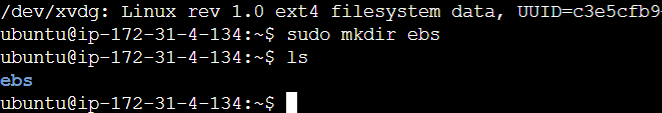 /dev/xvdg: Linux rev 1.0 ext4 filesystem data, UUID=c3e5cfb9-
ubuntu@ip-172-31-4-134:~$ sudo mkdir ebs
ubuntu@ip-172-31-4-134:~$ ls
ebs
ubuntu@ip-172-31-4-134:~$